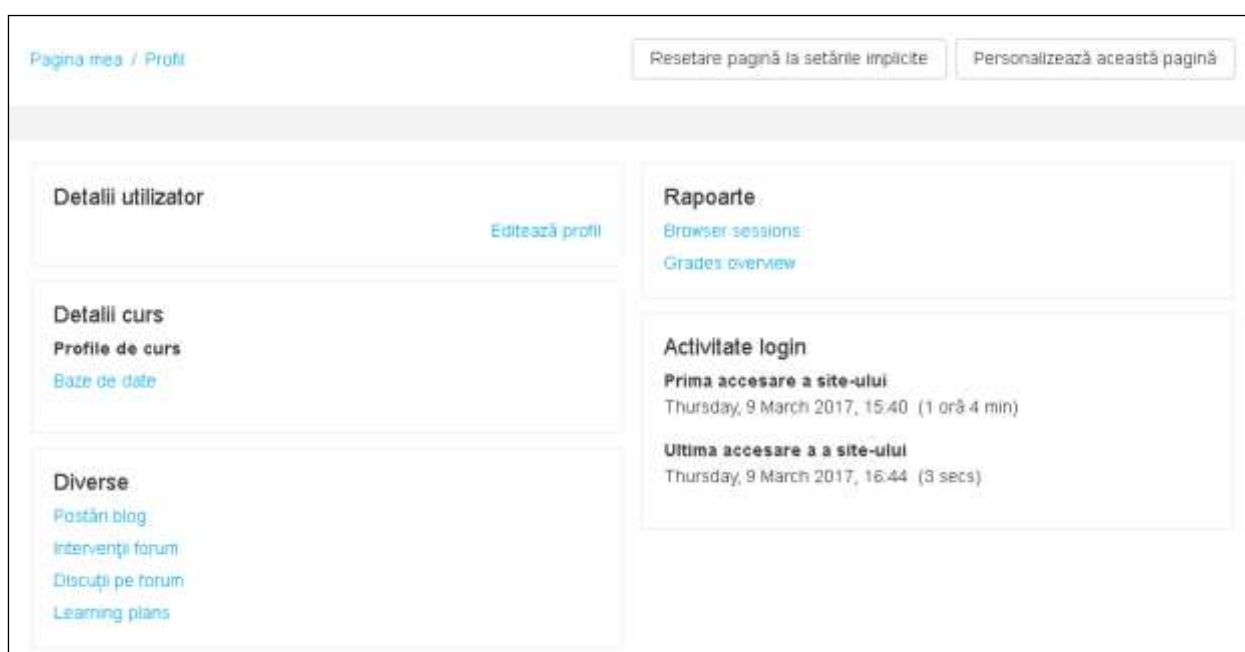 Pagina mea / Profil
Resetare pagină la setările implicite
Personalizează această pagină
Detalii utilizator
Editează profil
Detalii curs
Profile de curs
Baze de date
Diverse
Postări blog
Intervenţii forum
Discuţii pe forum
Learning plans
Rapoarte
Browser sessions
Grades overview
Activitate login
Prima accesare a site-ului
Thursday, 9 March 2017, 15:40 (1 oră 4 min)
Ultima accesare a a site-ului
Thursday, 9 March 2017, 16:44 (3 secs)